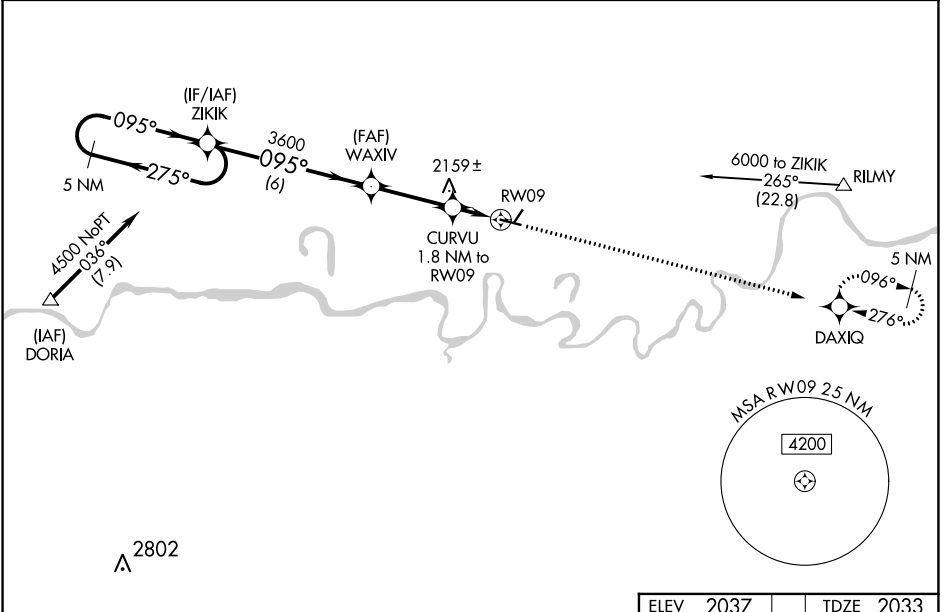 (IF/IAF)
ZIKIK
095°
3600
095°
(6)
275°
5 NM
(FAF)
WAXIV
2159±
RW09
CURVU
1.8 NM to
RW09
6000 to ZIKIK
265°
(22.8)
RILMY
4500 NoPT
036°
(7.9)
(IAF)
DORIA
5 NM
096°
276°
DAXIQ
MSA RW09 25 NM
4200
2802
ELEV 2037 TDZE 2033